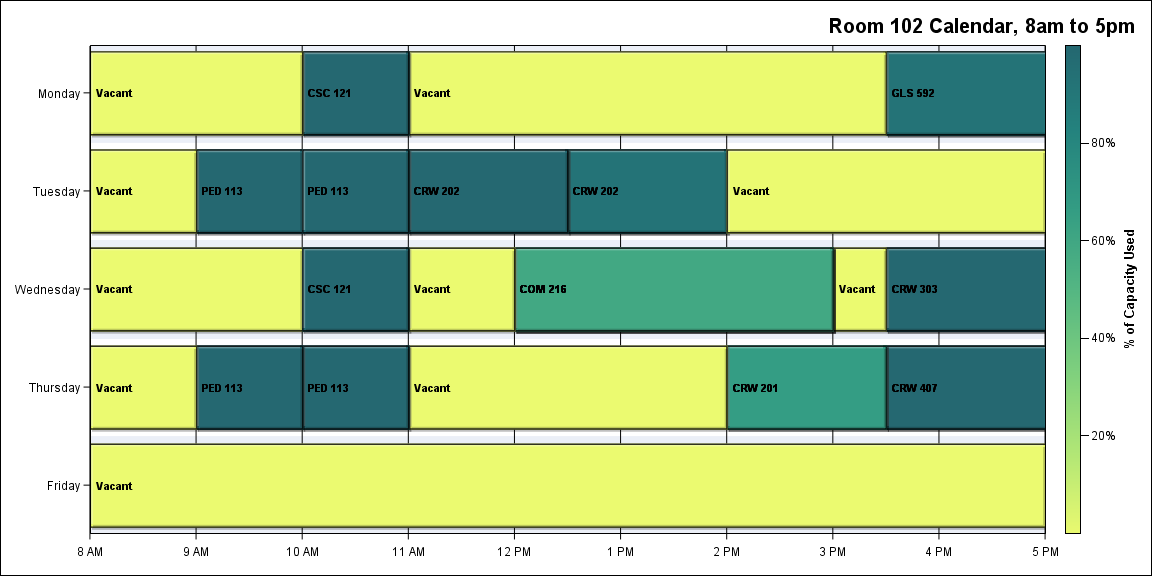 Room 102 Calendar, 8am to 5pm
Monday
Vacant
CSC 121
Vacant
GLS 592
Tuesday
Vacant
PED 113
PED 113
CRW 202
CRW 202
Vacant
Wednesday
Vacant
CSC 121
Vacant
COM 216
Vacant
CRW 303
Thursday
Vacant
PED 113
PED 113
Vacant
CRW 201
CRW 407
Friday
Vacant
8 AM
9 AM
10 AM
11 AM
12 PM
1 PM
2 PM
3 PM
4 PM
5 PM
80%
60%
40%
20%
% of Capacity Used